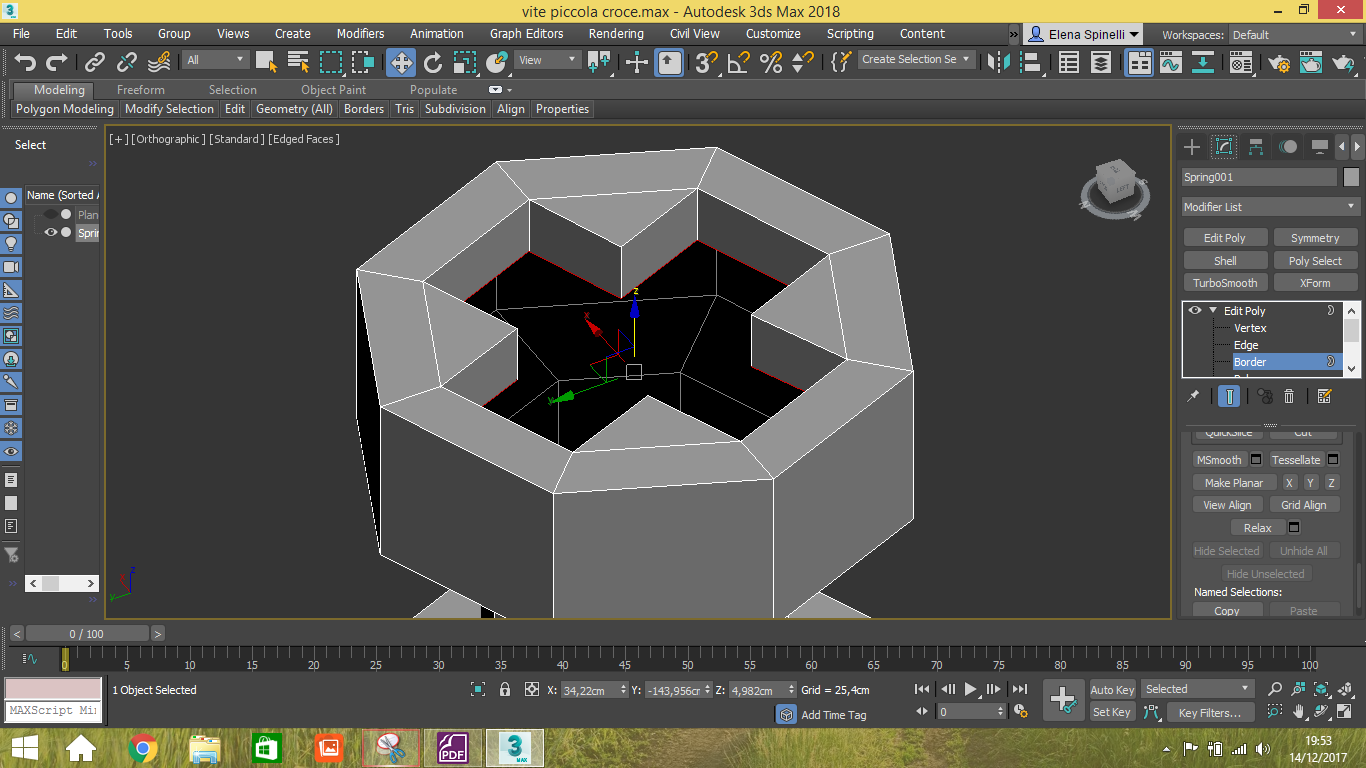 vite piccola croce.max - Autodesk 3ds Max 2018
File Edit Tools Group Views Create Modifiers Animation Graph Editors Rendering Civil View Customize Scripting Content » Elena Spinelli Workspaces: Default
All View Create Selection Se
Modeling Freeform Selection Object Paint Populate
Polygon Modeling Modify Selection Edit Geometry (All) Borders Tris Subdivision Align Properties
Select
[+] [Orthographic] [Standard] [Edged Faces]
Name (Sorted A
Plan
Sprin
Spring001
Modifier List
Edit Poly Symmetry
Shell Poly Select
TurboSmooth XForm
Edit Poly
Vertex
Edge
Border
QuickSlice Cut
MSmooth Tessellate
Make Planar X Y Z
View Align Grid Align
Relax
Hide Selected Unhide All
Hide Unselected
Named Selections:
Copy Paste
z
x
y
z
x
y
< 0 / 100 >
0 5 10 15 20 25 30 35 40 45 50 55 60 65 70 75 80 85 90 95 100
1 Object Selected X: 34,22cm Y: -143,956cm Z: 4,982cm Grid = 25,4cm Auto Key Selected
MAXScript Min Add Time Tag 0 Set Key Key Filters...
PDF 3 MAX
19:53
14/12/2017